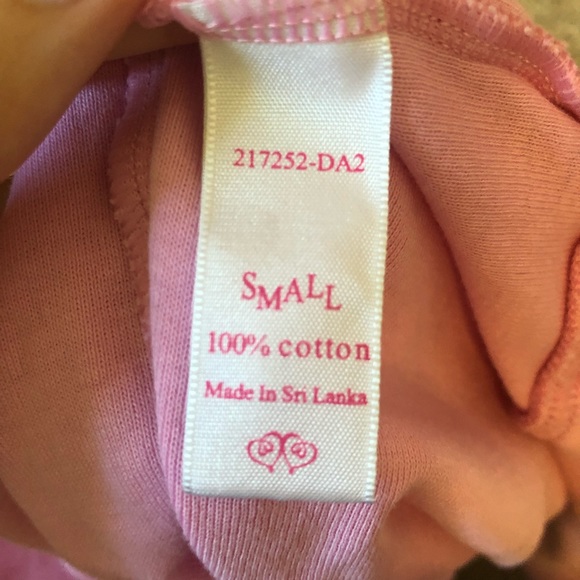 217252-DA2
SMALL
100% cotton
Made In Sri Lanka